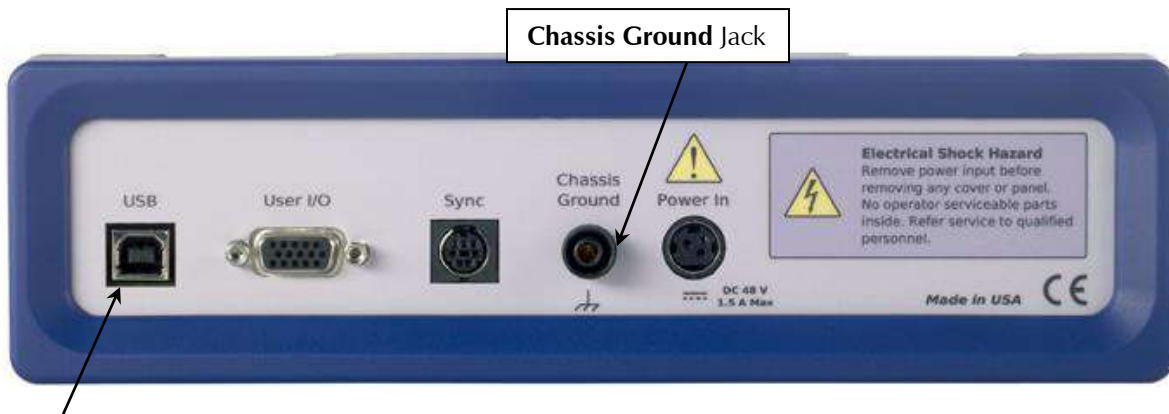 Chassis Ground Jack
USB
User I/O
Sync
Chassis
Ground
Power In
!
DC 48 V
1.5 A Max
Electrical Shock Hazard
Remove power input before
removing any cover or panel.
No operator serviceable parts
inside. Refer service to qualified
personnel.
Made in USA
CE